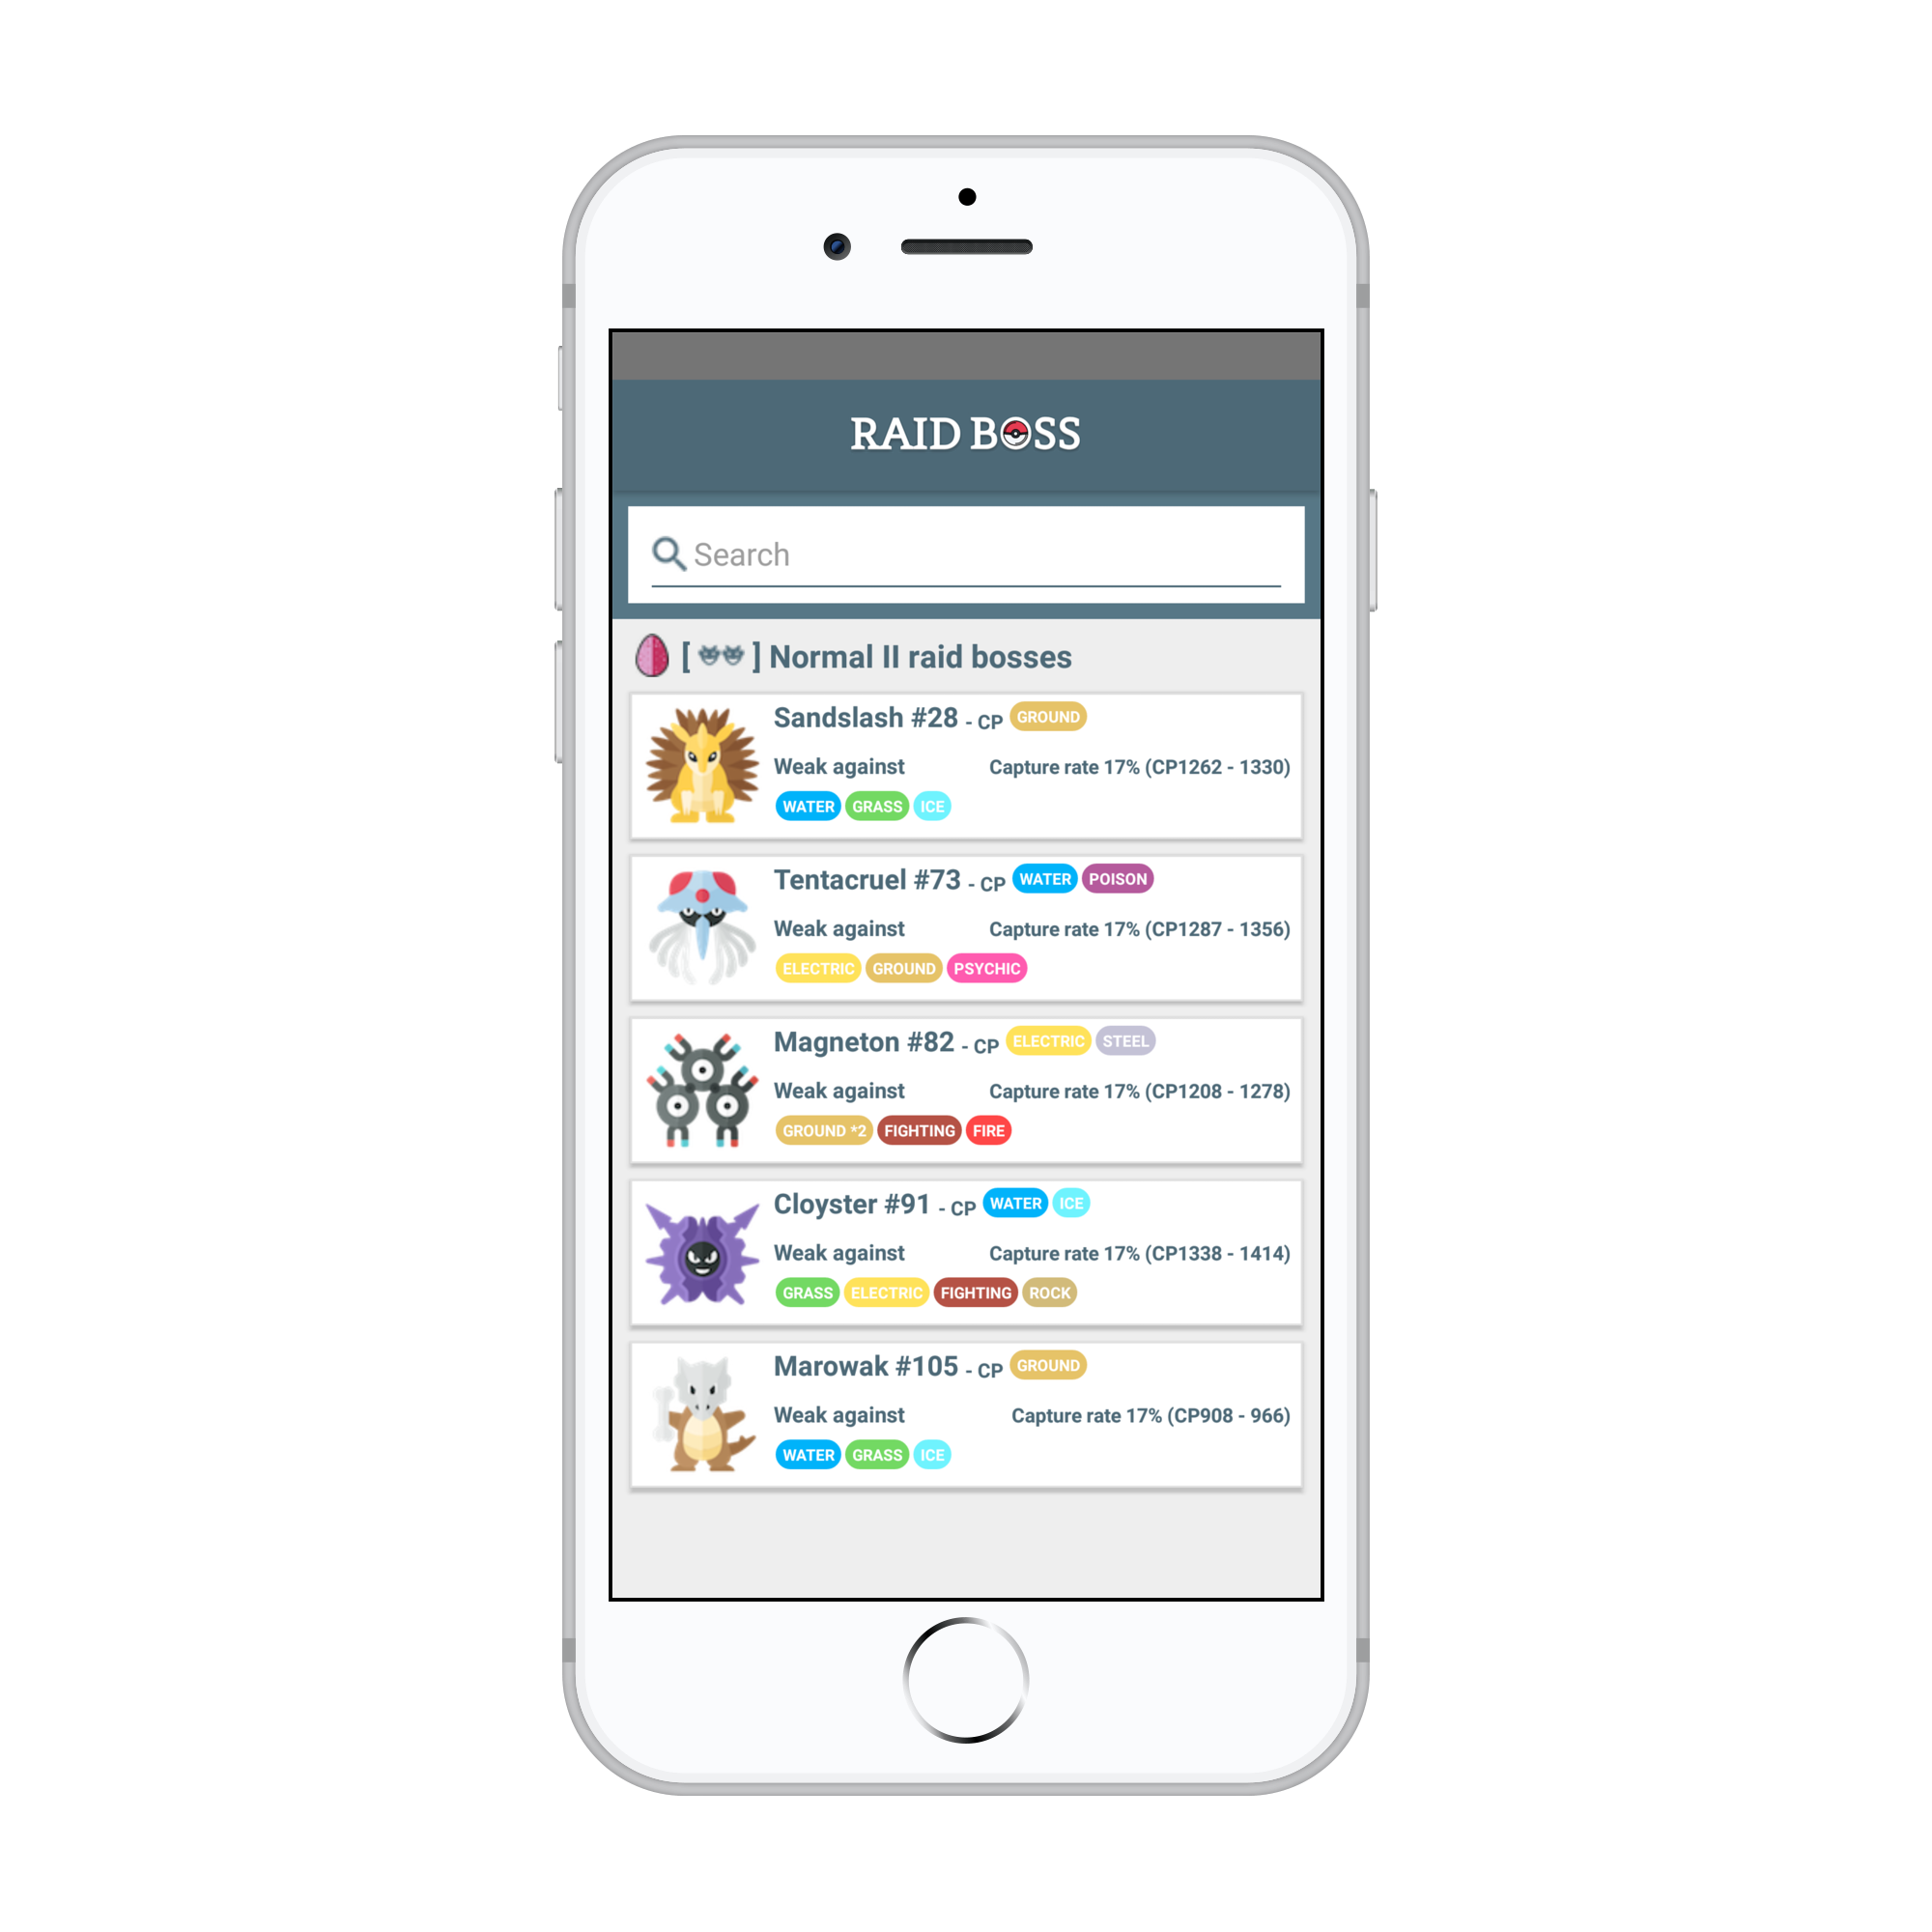 RAID BOSS
Search
[ ] Normal II raid bosses
Sandslash #28 - CP GROUND
Weak against Capture rate 17% (CP1262 - 1330)
WATER GRASS ICE
Tentacruel #73 - CP WATER POISON
Weak against Capture rate 17% (CP1287 - 1356)
ELECTRIC GROUND PSYCHIC
Magneton #82 - CP ELECTRIC STEEL
Weak against Capture rate 17% (CP1208 - 1278)
GROUND *2 FIGHTING FIRE
Cloyster #91 - CP WATER ICE
Weak against Capture rate 17% (CP1338 - 1414)
GRASS ELECTRIC FIGHTING ROCK
Marowak #105 - CP GROUND
Weak against Capture rate 17% (CP908 - 966)
WATER GRASS ICE